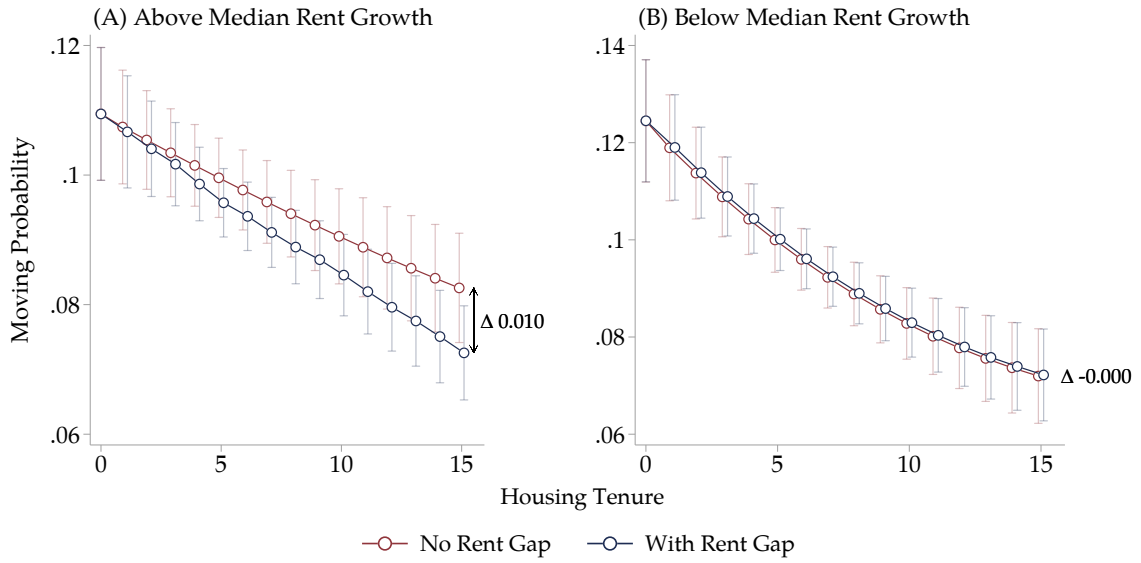 (A) Above Median Rent Growth
(B) Below Median Rent Growth
Moving Probability
.12
.1
.08
.06
0
5
10
15
Δ 0.010
.14
.12
.1
.08
.06
0
5
10
15
Δ -0.000
Housing Tenure
No Rent Gap
With Rent Gap